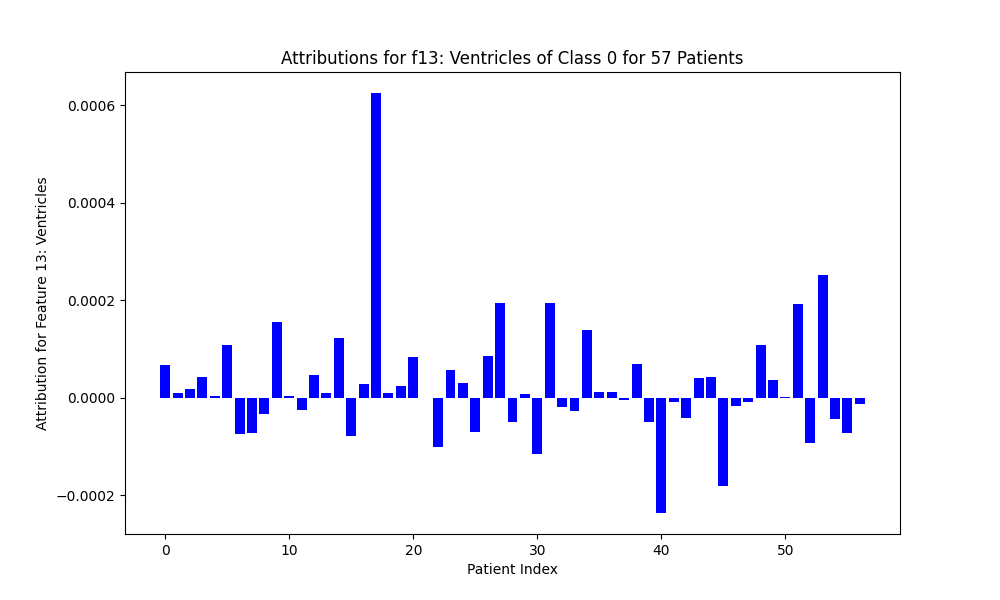 Attributions for f13: Ventricles of Class 0 for 57 Patients
Attribution for Feature 13: Ventricles
0.0006
0.0004
0.0002
0.0000
−0.0002
0 10 20 30 40 50
Patient Index